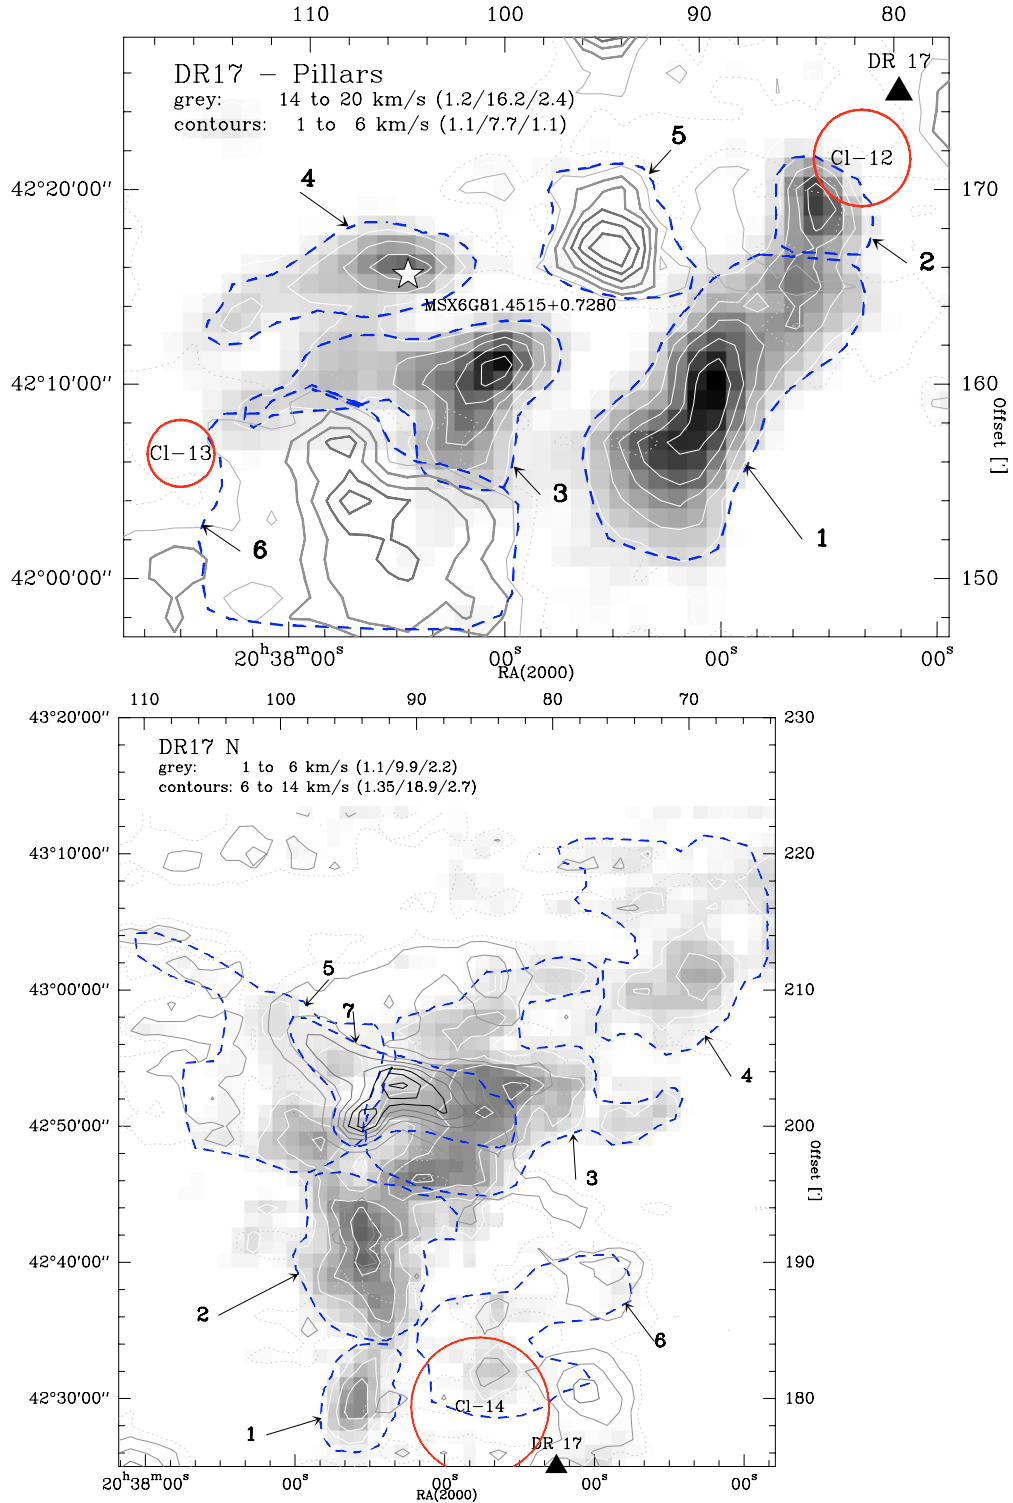 110 100 90 80
DR17 - Pillars
grey: 14 to 20 km/s (1.2/16.2/2.4)
contours: 1 to 6 km/s (1.1/7.7/1.1)
DR 17
5
Cl-12
4
42°20'00" 170
2
MSX6G81.4515+0.7280
42°10'00" 160
Offset [']
Cl-13
3
1
6
42°00'00" 150
20ʰ38ᵐ00ˢ 00ˢ 00ˢ 00ˢ
RA(2000)
110 100 90 80 70
43°20'00" 230
DR17 N
grey: 1 to 6 km/s (1.1/9.9/2.2)
contours: 6 to 14 km/s (1.35/18.9/2.7)
43°10'00" 220
5
43°00'00" 210
7
4
42°50'00" 200
Offset [']
3
42°40'00" 190
2
6
42°30'00" 180
Cl-14
1
DR 17
20ʰ38ᵐ00ˢ 00ˢ 00ˢ 00ˢ 00ˢ
RA(2000)